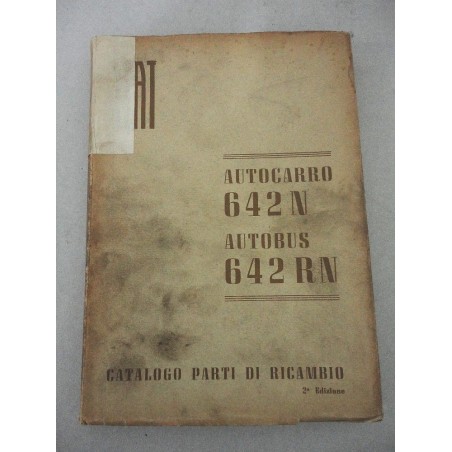 AT
AUTOCARRO
642 N
AUTOBUS
642 RN
CATALOGO PARTI DI RICAMBIO
2ª Edizione